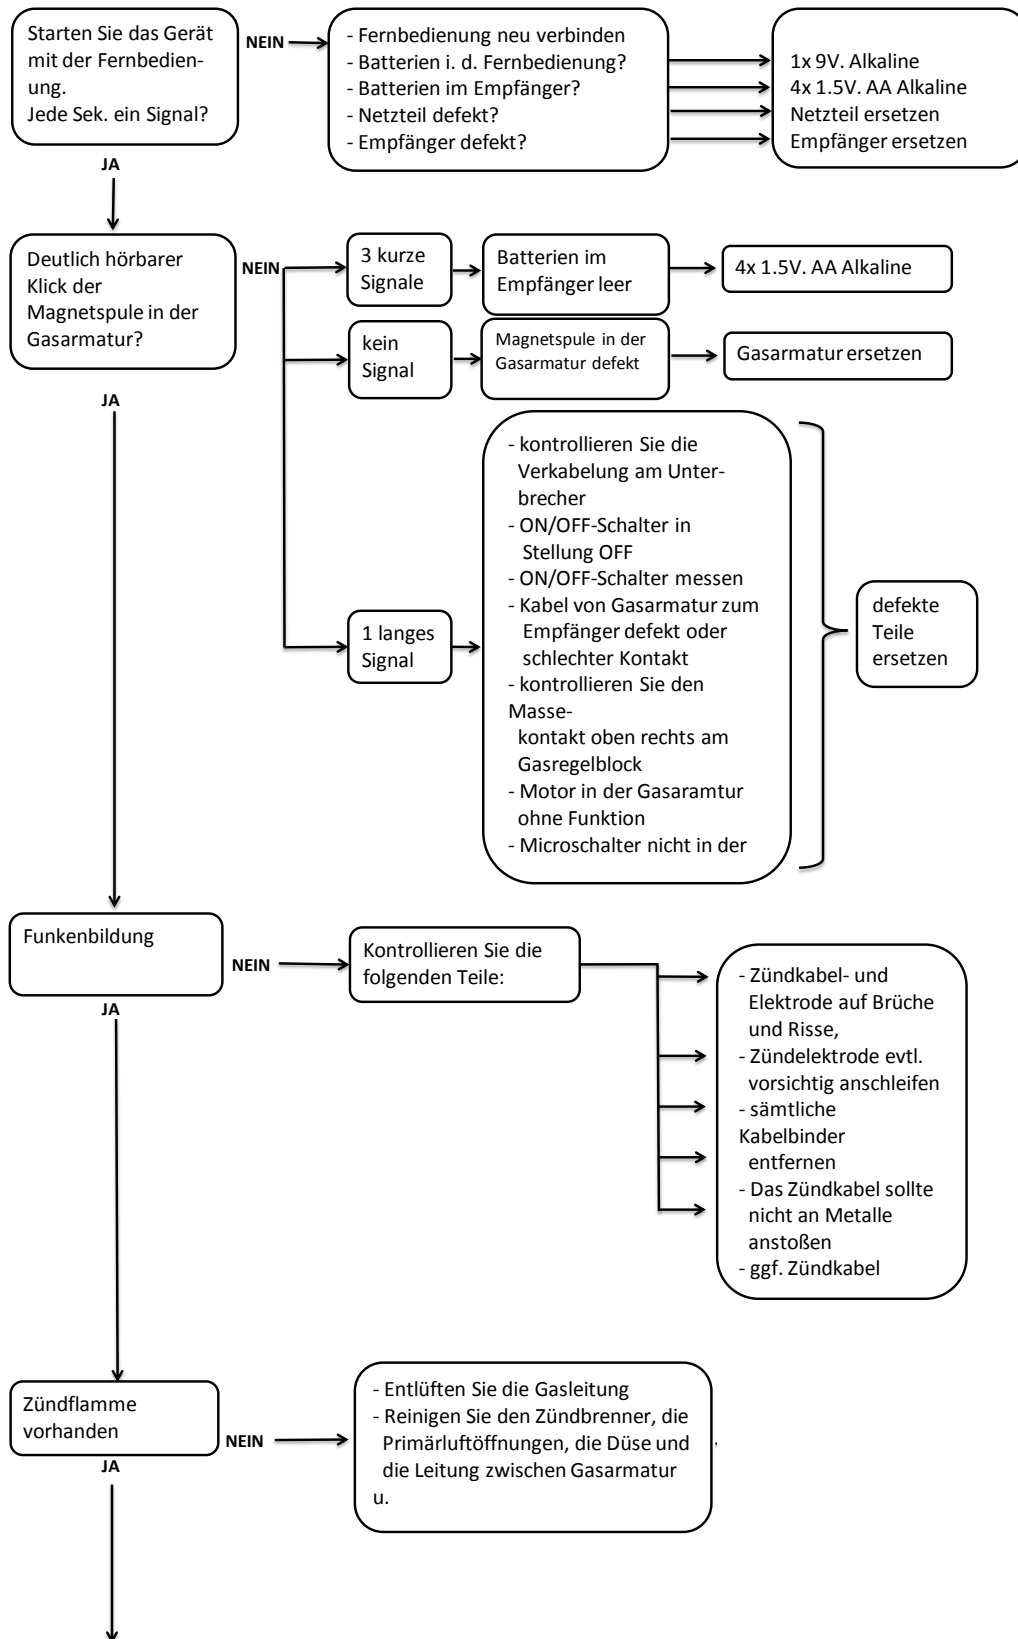 Starten Sie das Gerät
mit der Fernbedien-
ung.
Jede Sek. ein Signal?
NEIN
- Fernbedienung neu verbinden
- Batterien i. d. Fernbedienung?
- Batterien im Empfänger?
- Netzteil defekt?
- Empfänger defekt?
1x 9V. Alkaline
4x 1.5V. AA Alkaline
Netzteil ersetzen
Empfänger ersetzen
JA
Deutlich hörbarer
Klick der
Magnetspule in der
Gasarmatur?
NEIN
3 kurze
Signale
Batterien im
Empfänger leer
4x 1.5V. AA Alkaline
kein
Signal
Magnetspule in der
Gasarmatur defekt
Gasarmatur ersetzen
JA
1 langes
Signal
- kontrollieren Sie die
Verkabelung am Unter-
brecher
- ON/OFF-Schalter in
Stellung OFF
- ON/OFF-Schalter messen
- Kabel von Gasarmatur zum
Empfänger defekt oder
schlechter Kontakt
- kontrollieren Sie den
Masse-
kontakt oben rechts am
Gasregelblock
- Motor in der Gasaramtur
ohne Funktion
- Microschalter nicht in der
defekte
Teile
ersetzen
Funkenbildung
NEIN
Kontrollieren Sie die
folgenden Teile:
- Zündkabel- und
Elektrode auf Brüche
und Risse,
- Zündelektrode evtl.
vorsichtig anschleifen
- sämtliche
Kabelbinder
entfernen
- Das Zündkabel sollte
nicht an Metalle
anstoßen
- ggf. Zündkabel
JA
Zündflamme
vorhanden
NEIN
- Entlüften Sie die Gasleitung
- Reinigen Sie den Zündbrenner, die
Primärluftöffnungen, die Düse und
die Leitung zwischen Gasarmatur
u.
JA